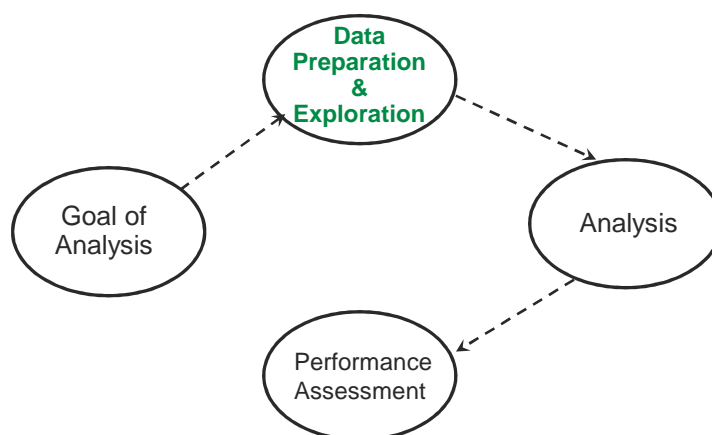 Data
Preparation
&
Exploration
Goal of
Analysis
Analysis
Performance
Assessment